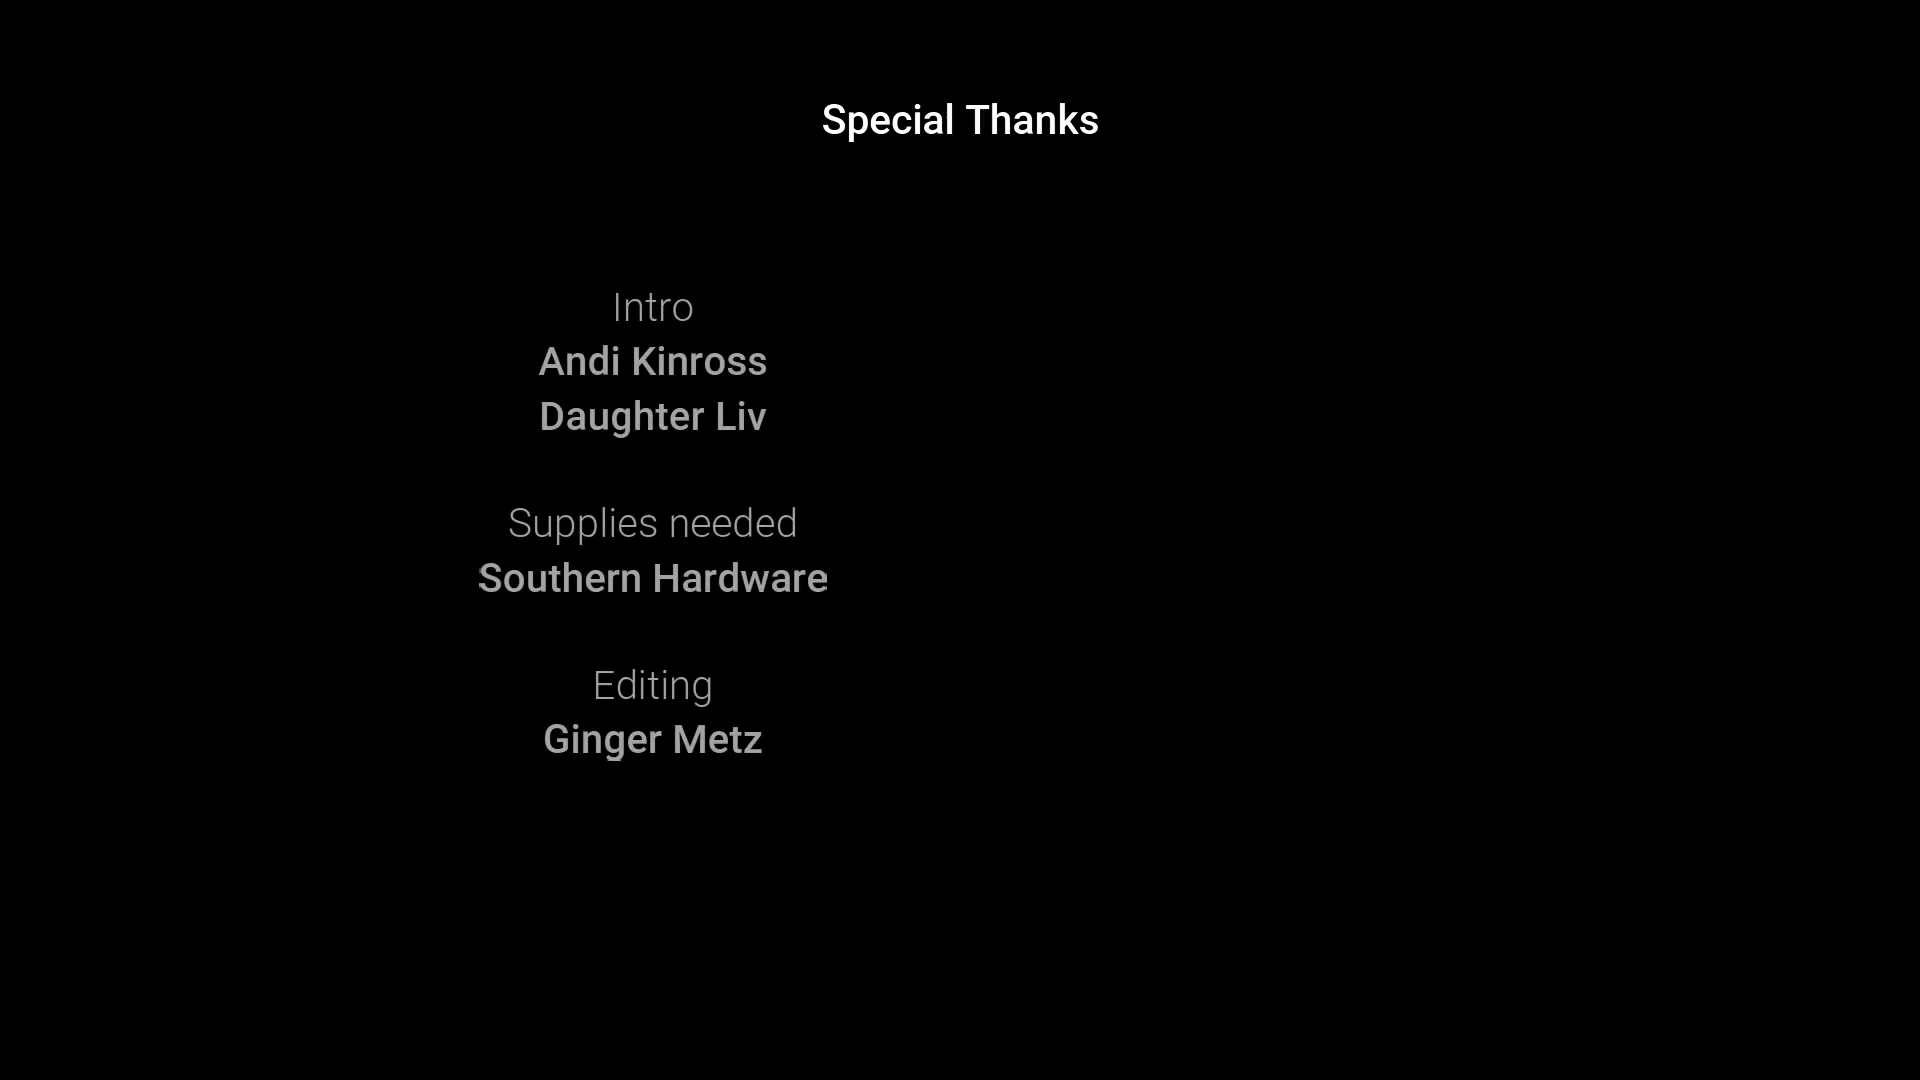 Special Thanks
Intro
Andi Kinross
Daughter Liv
Supplies needed
Southern Hardware
Editing
Ginger Metz